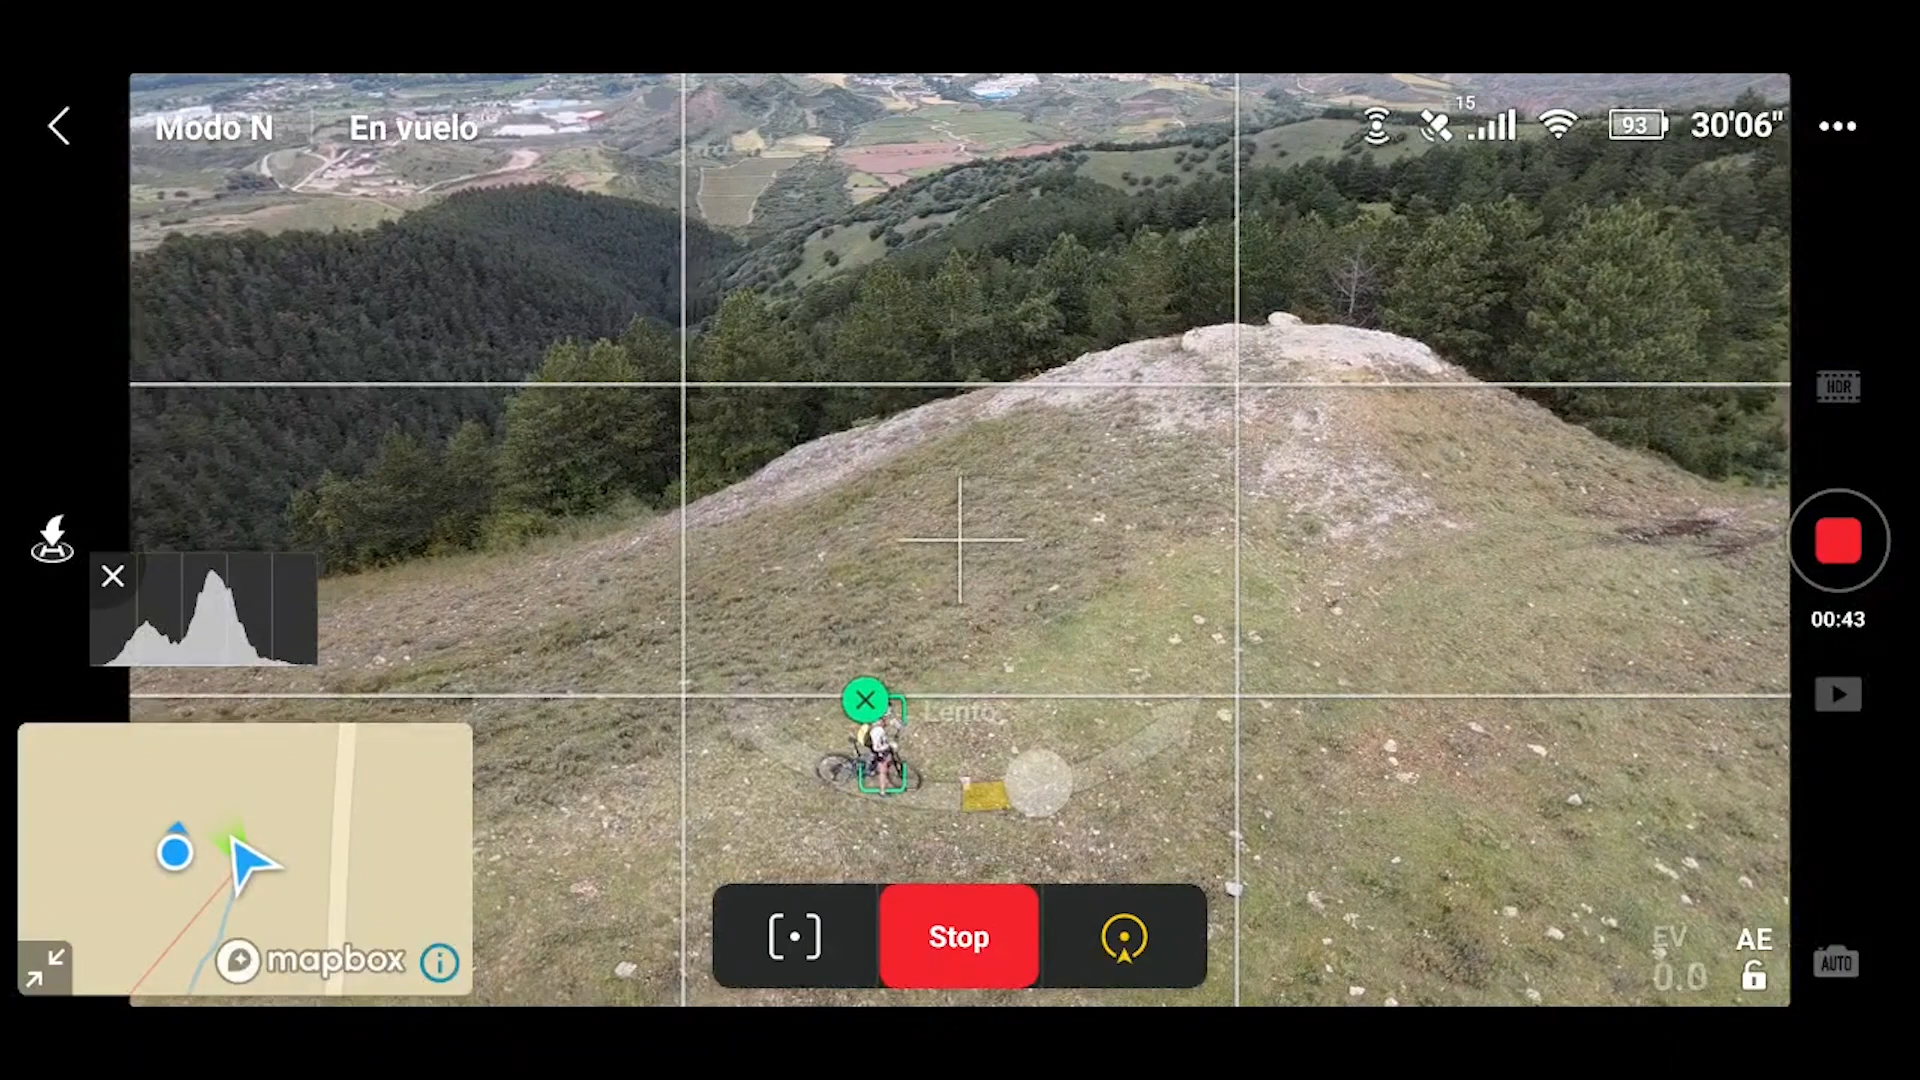 Modo N
En vuelo
15
93
30'06"
HDR
00:43
Lento
mapbox
Stop
EV
0.0
AE
AUTO